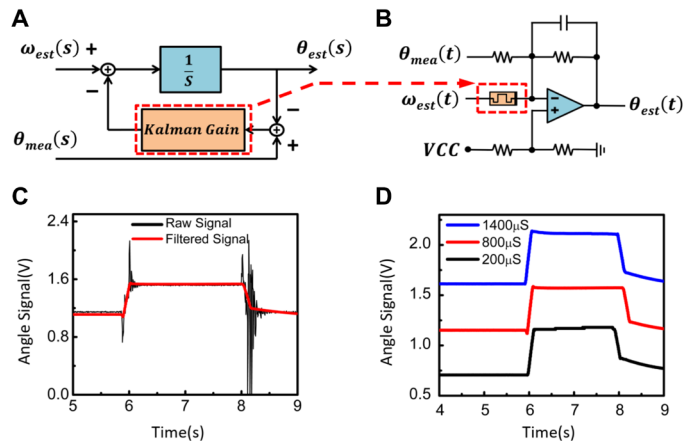 A
ω_est(s) +
θ_est(s)
1
S
−
−
Kalman Gain
θ_mea(s)
+
B
θ_mea(t)
ω_est(t)
−
+
θ_est(t)
VCC
C
Angle Signal(V)
2.4
1.8
1.2
0.6
0.0
Raw Signal
Filtered Signal
5 6 7 8 9
Time(s)
D
Angle Signal(V)
2.0
1.5
1.0
0.5
1400μS
800μS
200μS
4 5 6 7 8 9
Time(s)